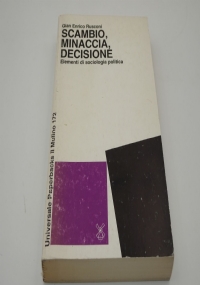 Gian Enrico Rusconi
SCAMBIO,
MINACCIA,
DECISIONE
Elementi di sociologia politica
Universale Paperbacks il Mulino 172